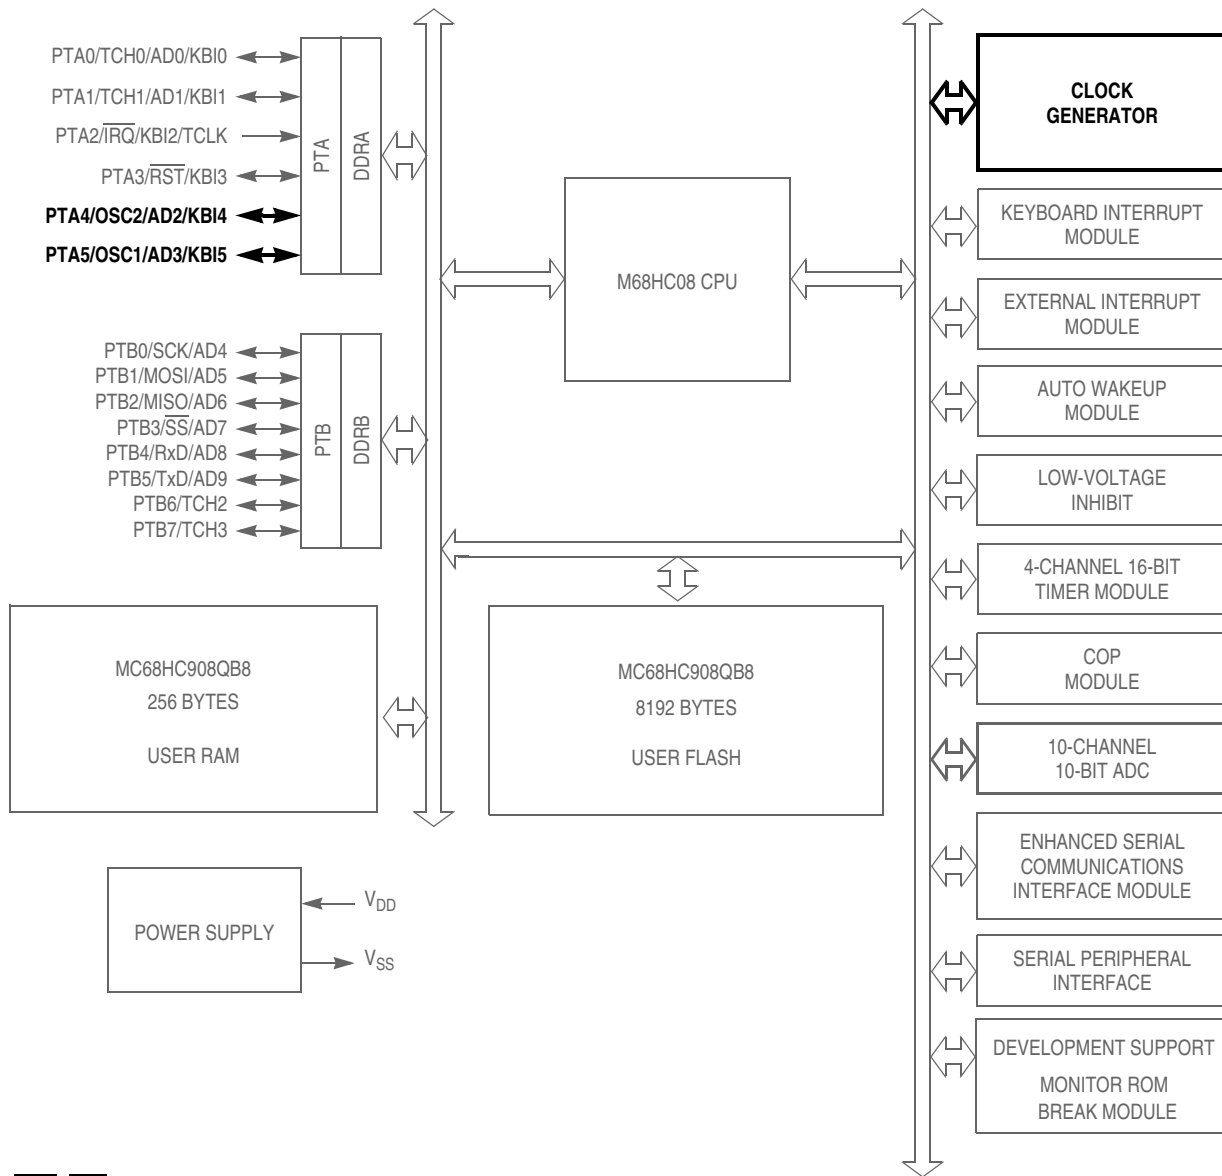 PTA0/TCH0/AD0/KBI0
PTA1/TCH1/AD1/KBI1
PTA2/IRQ/KBI2/TCLK
PTA3/RST/KBI3
PTA4/OSC2/AD2/KBI4
PTA5/OSC1/AD3/KBI5
PTA
DDRA
PTB0/SCK/AD4
PTB1/MOSI/AD5
PTB2/MISO/AD6
PTB3/SS/AD7
PTB4/RxD/AD8
PTB5/TxD/AD9
PTB6/TCH2
PTB7/TCH3
PTB
DDRB
M68HC08 CPU
MC68HC908QB8
256 BYTES
USER RAM
MC68HC908QB8
8192 BYTES
USER FLASH
POWER SUPPLY
VDD
VSS
CLOCK
GENERATOR
KEYBOARD INTERRUPT
MODULE
EXTERNAL INTERRUPT
MODULE
AUTO WAKEUP
MODULE
LOW-VOLTAGE
INHIBIT
4-CHANNEL 16-BIT
TIMER MODULE
COP
MODULE
10-CHANNEL
10-BIT ADC
ENHANCED SERIAL
COMMUNICATIONS
INTERFACE MODULE
SERIAL PERIPHERAL
INTERFACE
DEVELOPMENT SUPPORT
MONITOR ROM
BREAK MODULE